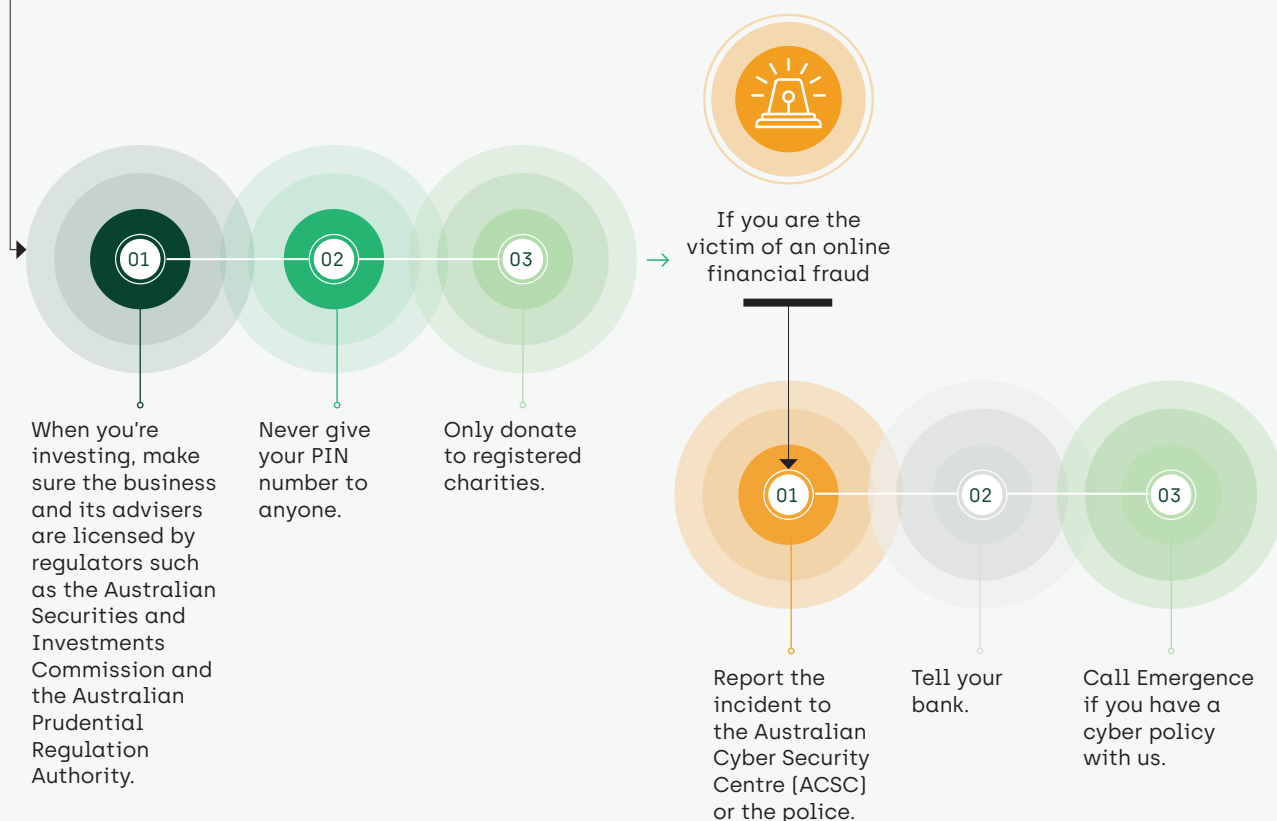 01
02
03
When you're
investing, make
sure the business
and its advisers
are licensed by
regulators such
as the Australian
Securities and
Investments
Commission and
the Australian
Prudential
Regulation
Authority.
Never give
your PIN
number to
anyone.
Only donate
to registered
charities.
If you are the
victim of an online
financial fraud
01
02
03
Report the
incident to
the Australian
Cyber Security
Centre (ACSC)
or the police.
Tell your
bank.
Call Emergence
if you have a
cyber policy
with us.